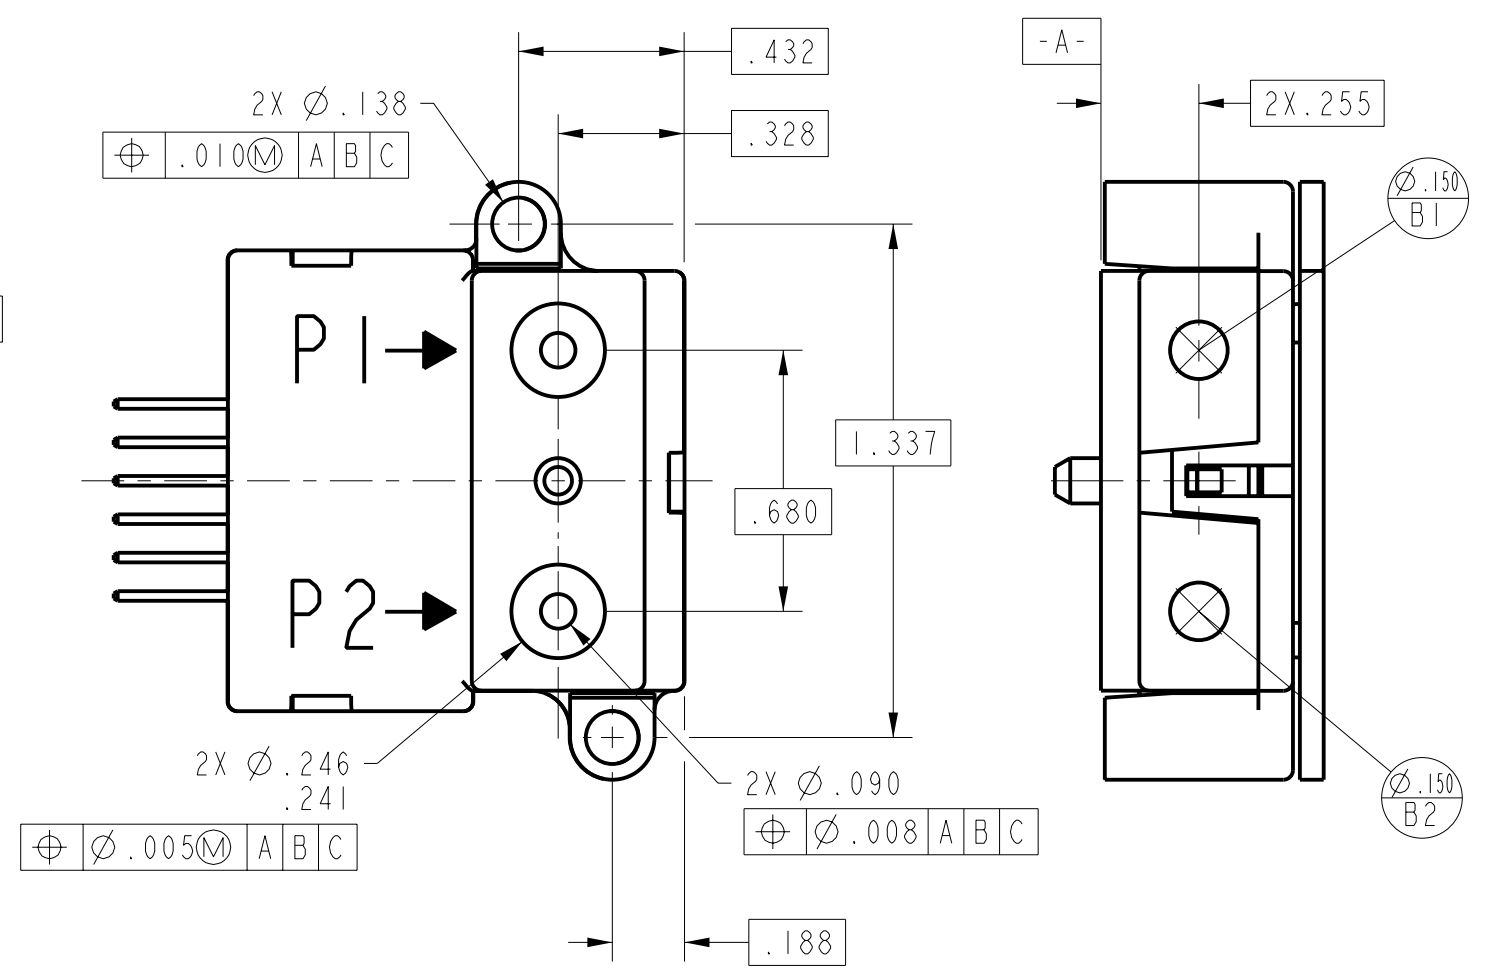 .432
-A-
2X Ø .138
2X .255
.328
⌖ .010Ⓜ A B C
Ø .150
B1
P1
1.337
.680
P2
2X Ø .246
.241
2X Ø .090
Ø .150
B2
⌖ Ø .008 A B C
⌖ Ø .005Ⓜ A B C
.188